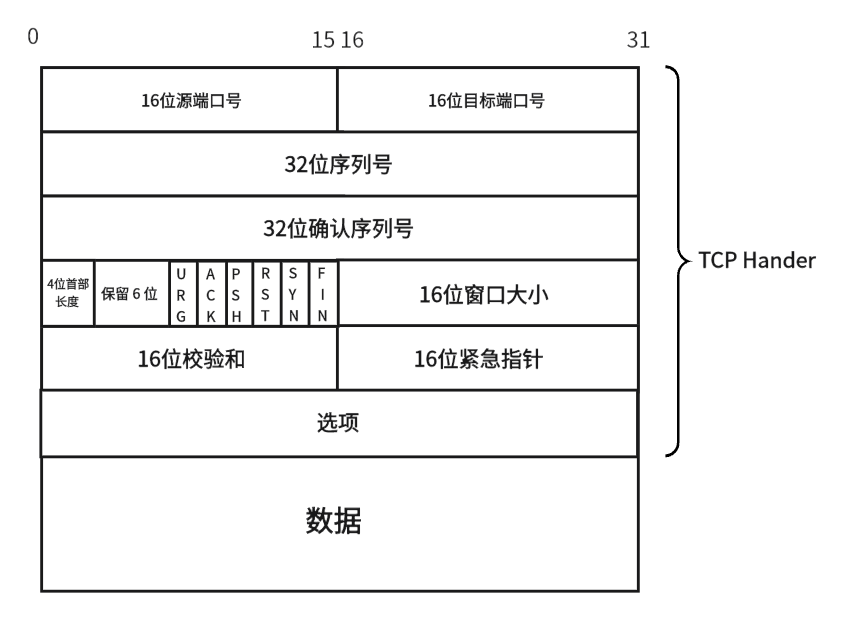 0 15 16 31
16位源端口号 16位目标端口号
32位序列号
32位确认序列号
TCP Hander
4位首部
长度
保留 6 位
URG
ACK
PSH
RST
SYN
FIN
16位窗口大小
16位校验和 16位紧急指针
选项
数据